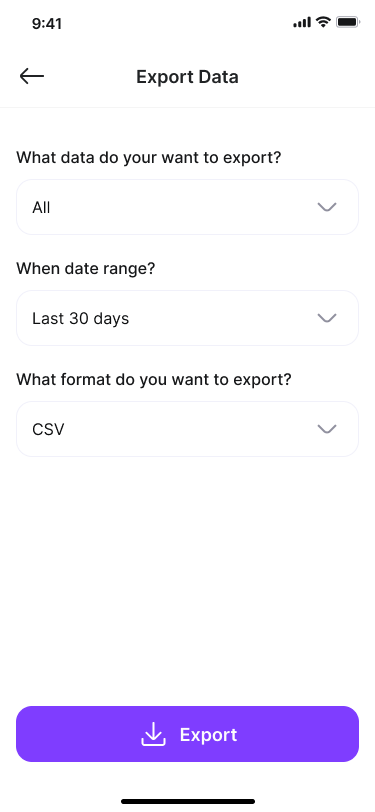 9:41
Export Data
What data do your want to export?
All
When date range?
Last 30 days
What format do you want to export?
CSV
Export